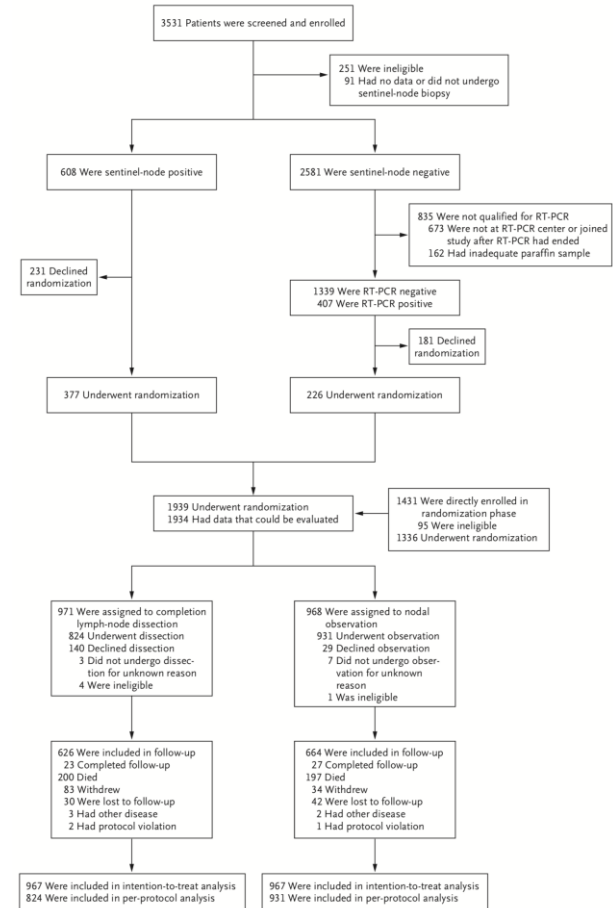 3531 Patients were screened and enrolled
251 Were ineligible
91 Had no data or did not undergo
sentinel-node biopsy
608 Were sentinel-node positive
2581 Were sentinel-node negative
835 Were not qualified for RT-PCR
673 Were not at RT-PCR center or joined
study after RT-PCR had ended
162 Had inadequate paraffin sample
231 Declined
randomization
1339 Were RT-PCR negative
407 Were RT-PCR positive
181 Declined
randomization
377 Underwent randomization
226 Underwent randomization
1939 Underwent randomization
1934 Had data that could be evaluated
1431 Were directly enrolled in
randomization phase
95 Were ineligible
1336 Underwent randomization
971 Were assigned to completion
lymph-node dissection
824 Underwent dissection
140 Declined dissection
3 Did not undergo dissec-
tion for unknown reason
4 Were ineligible
968 Were assigned to nodal
observation
931 Underwent observation
29 Declined observation
7 Did not undergo obser-
vation for unknown
reason
1 Was ineligible
626 Were included in follow-up
23 Completed follow-up
200 Died
83 Withdrew
30 Were lost to follow-up
3 Had other disease
2 Had protocol violation
664 Were included in follow-up
27 Completed follow-up
197 Died
34 Withdrew
42 Were lost to follow-up
2 Had other disease
1 Had protocol violation
967 Were included in intention-to-treat analysis
824 Were included in per-protocol analysis
967 Were included in intention-to-treat analysis
931 Were included in per-protocol analysis